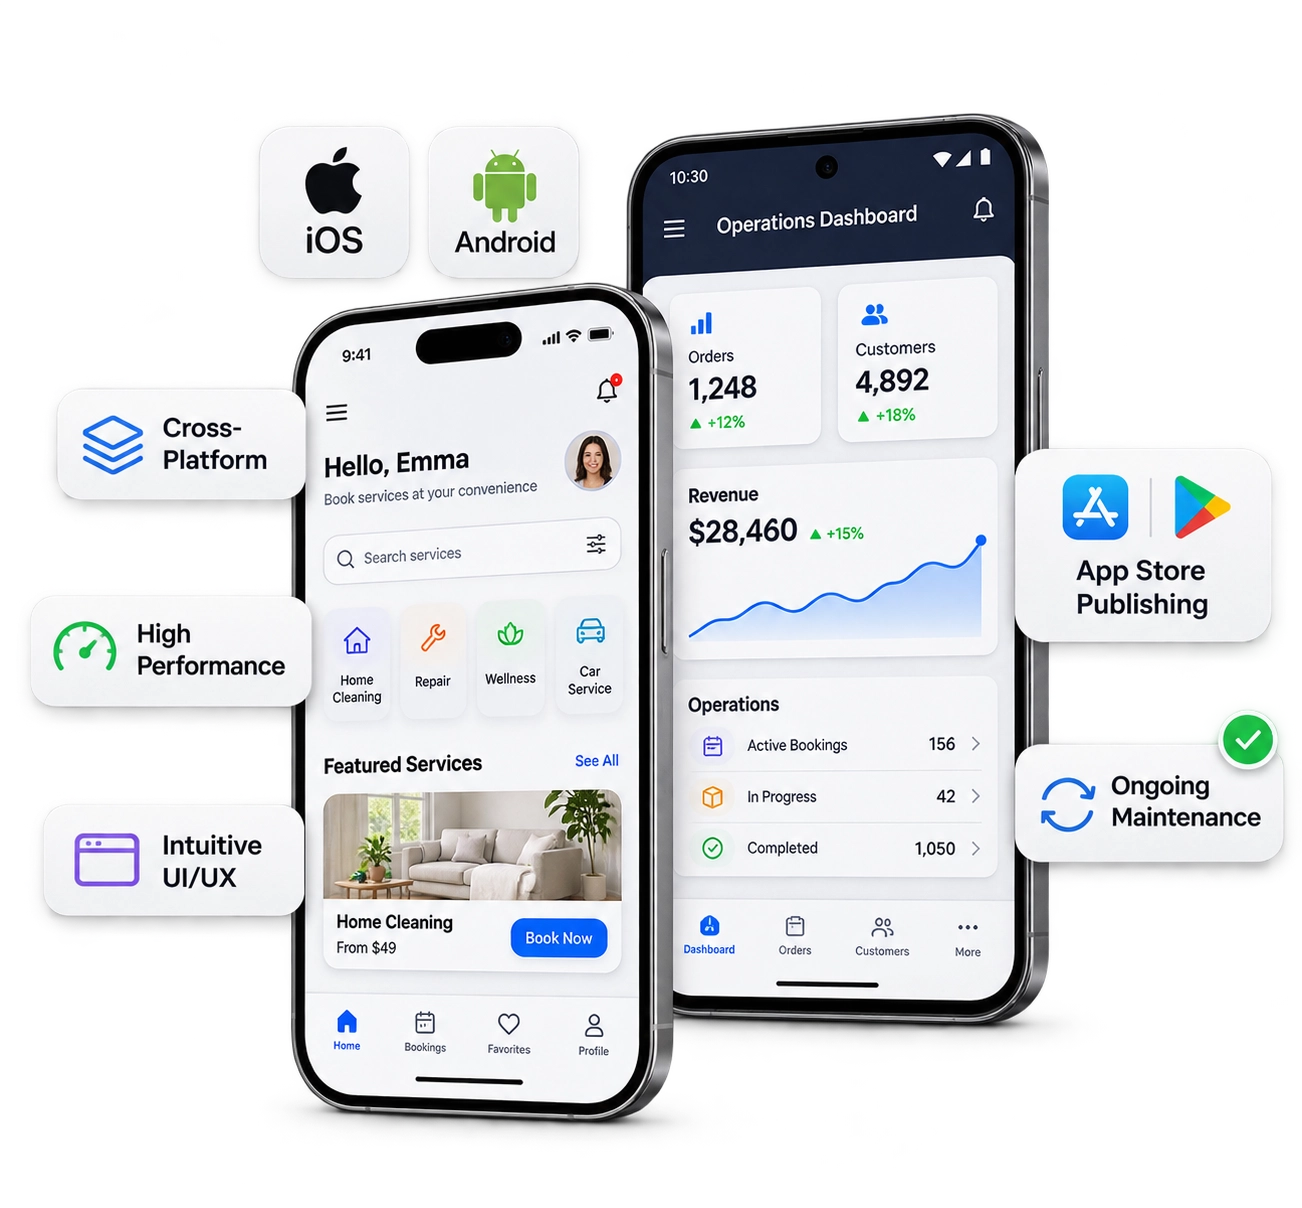 iOS
Android
Cross-
Platform
High
Performance
Intuitive
UI/UX
9:41
Hello, Emma
Book services at your convenience
Search services
Home
Cleaning
Repair
Wellness
Car
Service
Featured Services
See All
Home Cleaning
From $49
Book Now
Home
Bookings
Favorites
Profile
10:30
Operations Dashboard
Orders
1,248
+12%
Customers
4,892
+18%
Revenue
$28,460
+15%
Operations
Active Bookings
156
In Progress
42
Completed
1,050
Dashboard
Orders
Customers
More
App Store
Publishing
Ongoing
Maintenance